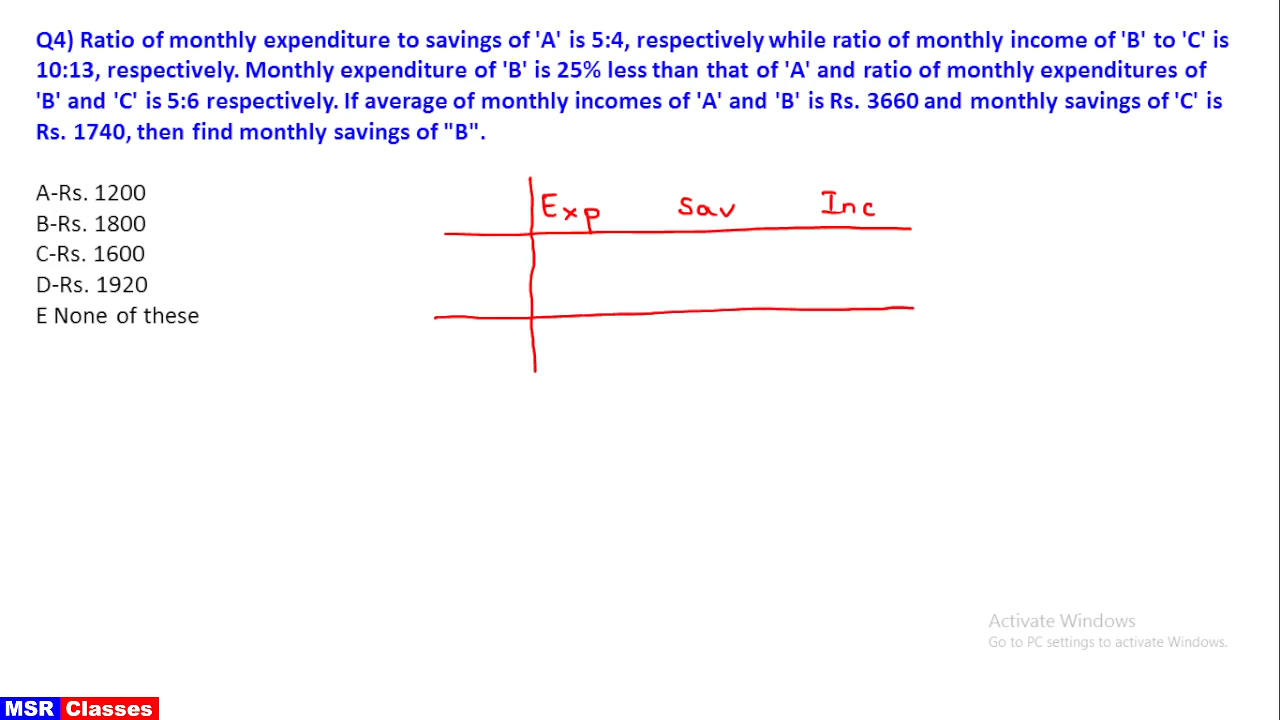 Q4) Ratio of monthly expenditure to savings of 'A' is 5:4, respectively while ratio of monthly income of 'B' to 'C' is
10:13, respectively. Monthly expenditure of 'B' is 25% less than that of 'A' and ratio of monthly expenditures of
'B' and 'C' is 5:6 respectively. If average of monthly incomes of 'A' and 'B' is Rs. 3660 and monthly savings of 'C' is
Rs. 1740, then find monthly savings of "B".
A-Rs. 1200
B-Rs. 1800
C-Rs. 1600
D-Rs. 1920
E None of these
Exp Sav Inc
Activate Windows
Go to PC settings to activate Windows.
MSR Classes